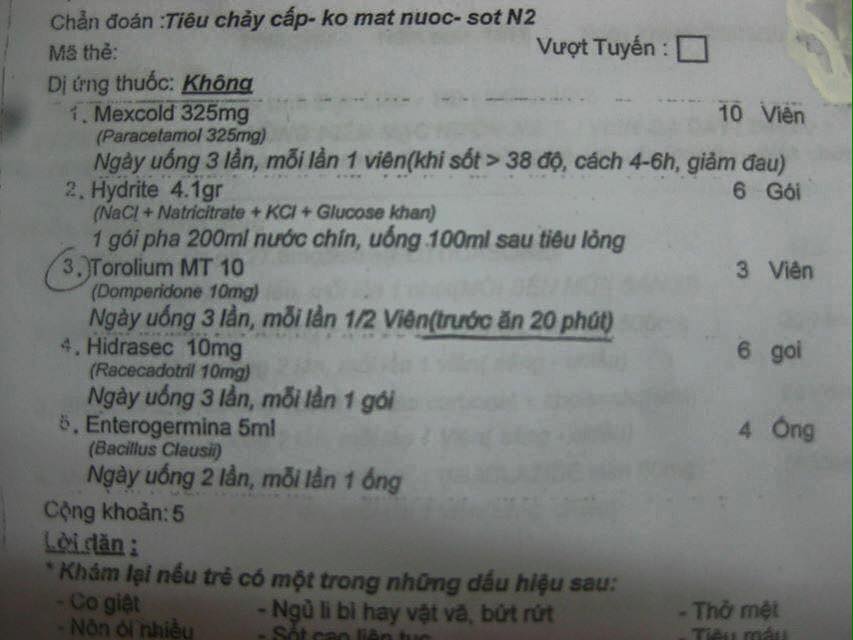 Chẩn đoán :Tiêu chảy cấp- ko mat nuoc- sot N2
Mã thẻ: Vượt Tuyến : 
Dị ứng thuốc: Không
1. Mexcold 325mg 10 Viên
(Paracetamol 325mg)
Ngày uống 3 lần, mỗi lần 1 viên(khi sốt > 38 độ, cách 4-6h, giảm đau)
2. Hydrite 4.1gr 6 Gói
(NaCl + Natricitrate + KCl + Glucose khan)
1 gói pha 200ml nước chín, uống 100ml sau tiêu lỏng
3. Torolium MT 10 3 Viên
(Domperidone 10mg)
Ngày uống 3 lần, mỗi lần 1/2 Viên(trước ăn 20 phút)
4. Hidrasec 10mg 6 goi
(Racecadotril 10mg)
Ngày uống 3 lần, mỗi lần 1 gói
5. Enterogermina 5ml 4 Ống
(Bacillus Clausii)
Ngày uống 2 lần, mỗi lần 1 ống
Cộng khoản: 5
Lời dặn :
* Khám lại nếu trẻ có một trong những dấu hiệu sau:
- Co giật - Ngủ li bì hay vật vã, bứt rứt - Thở mệt
- Nôn ói nhiều - Sốt cao liên tục - Tiêu máu